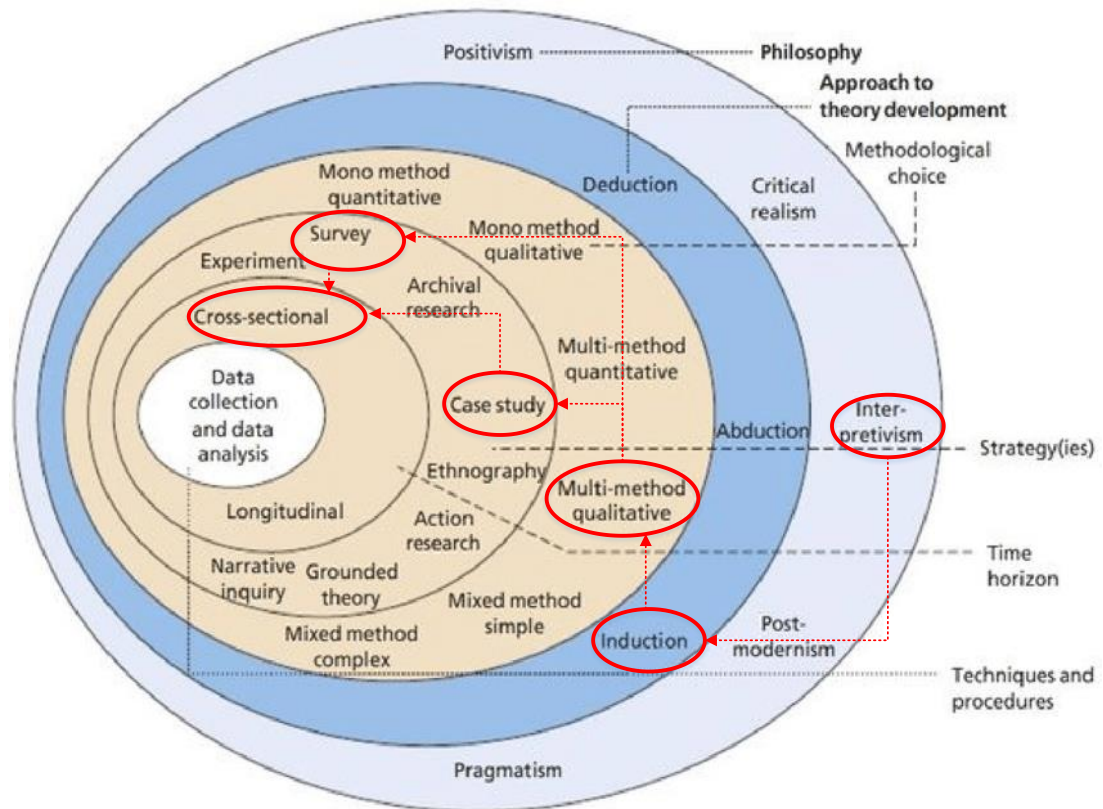 Positivism
Philosophy
Approach to
theory development
Methodological
choice
Mono method
quantitative
Deduction
Critical
realism
Survey
Mono method
qualitative
Experiment
Archival
research
Cross-sectional
Multi-method
quantitative
Data
collection
and data
analysis
Case study
Inter-
pretivism
Abduction
Strategy(ies)
Ethnography
Multi-method
qualitative
Longitudinal
Action
research
Time
horizon
Narrative
inquiry
Grounded
theory
Mixed method
simple
Mixed method
complex
Induction
Post-
modernism
Techniques and
procedures
Pragmatism